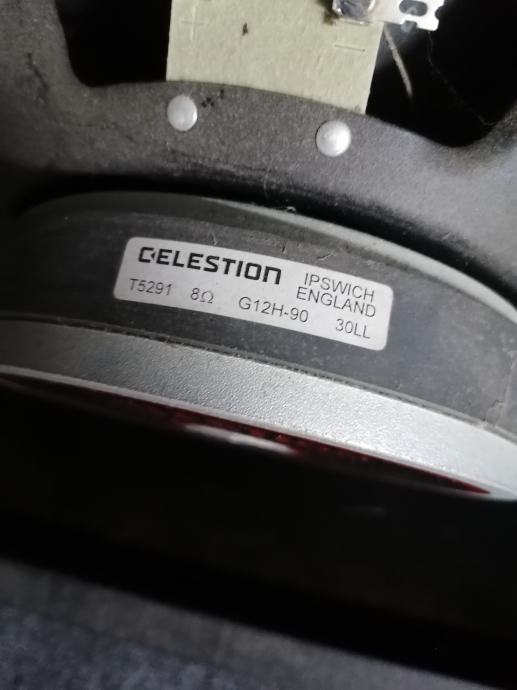 CELESTION IPSWICH
ENGLAND
T5291 8Ω G12H-90 30LL